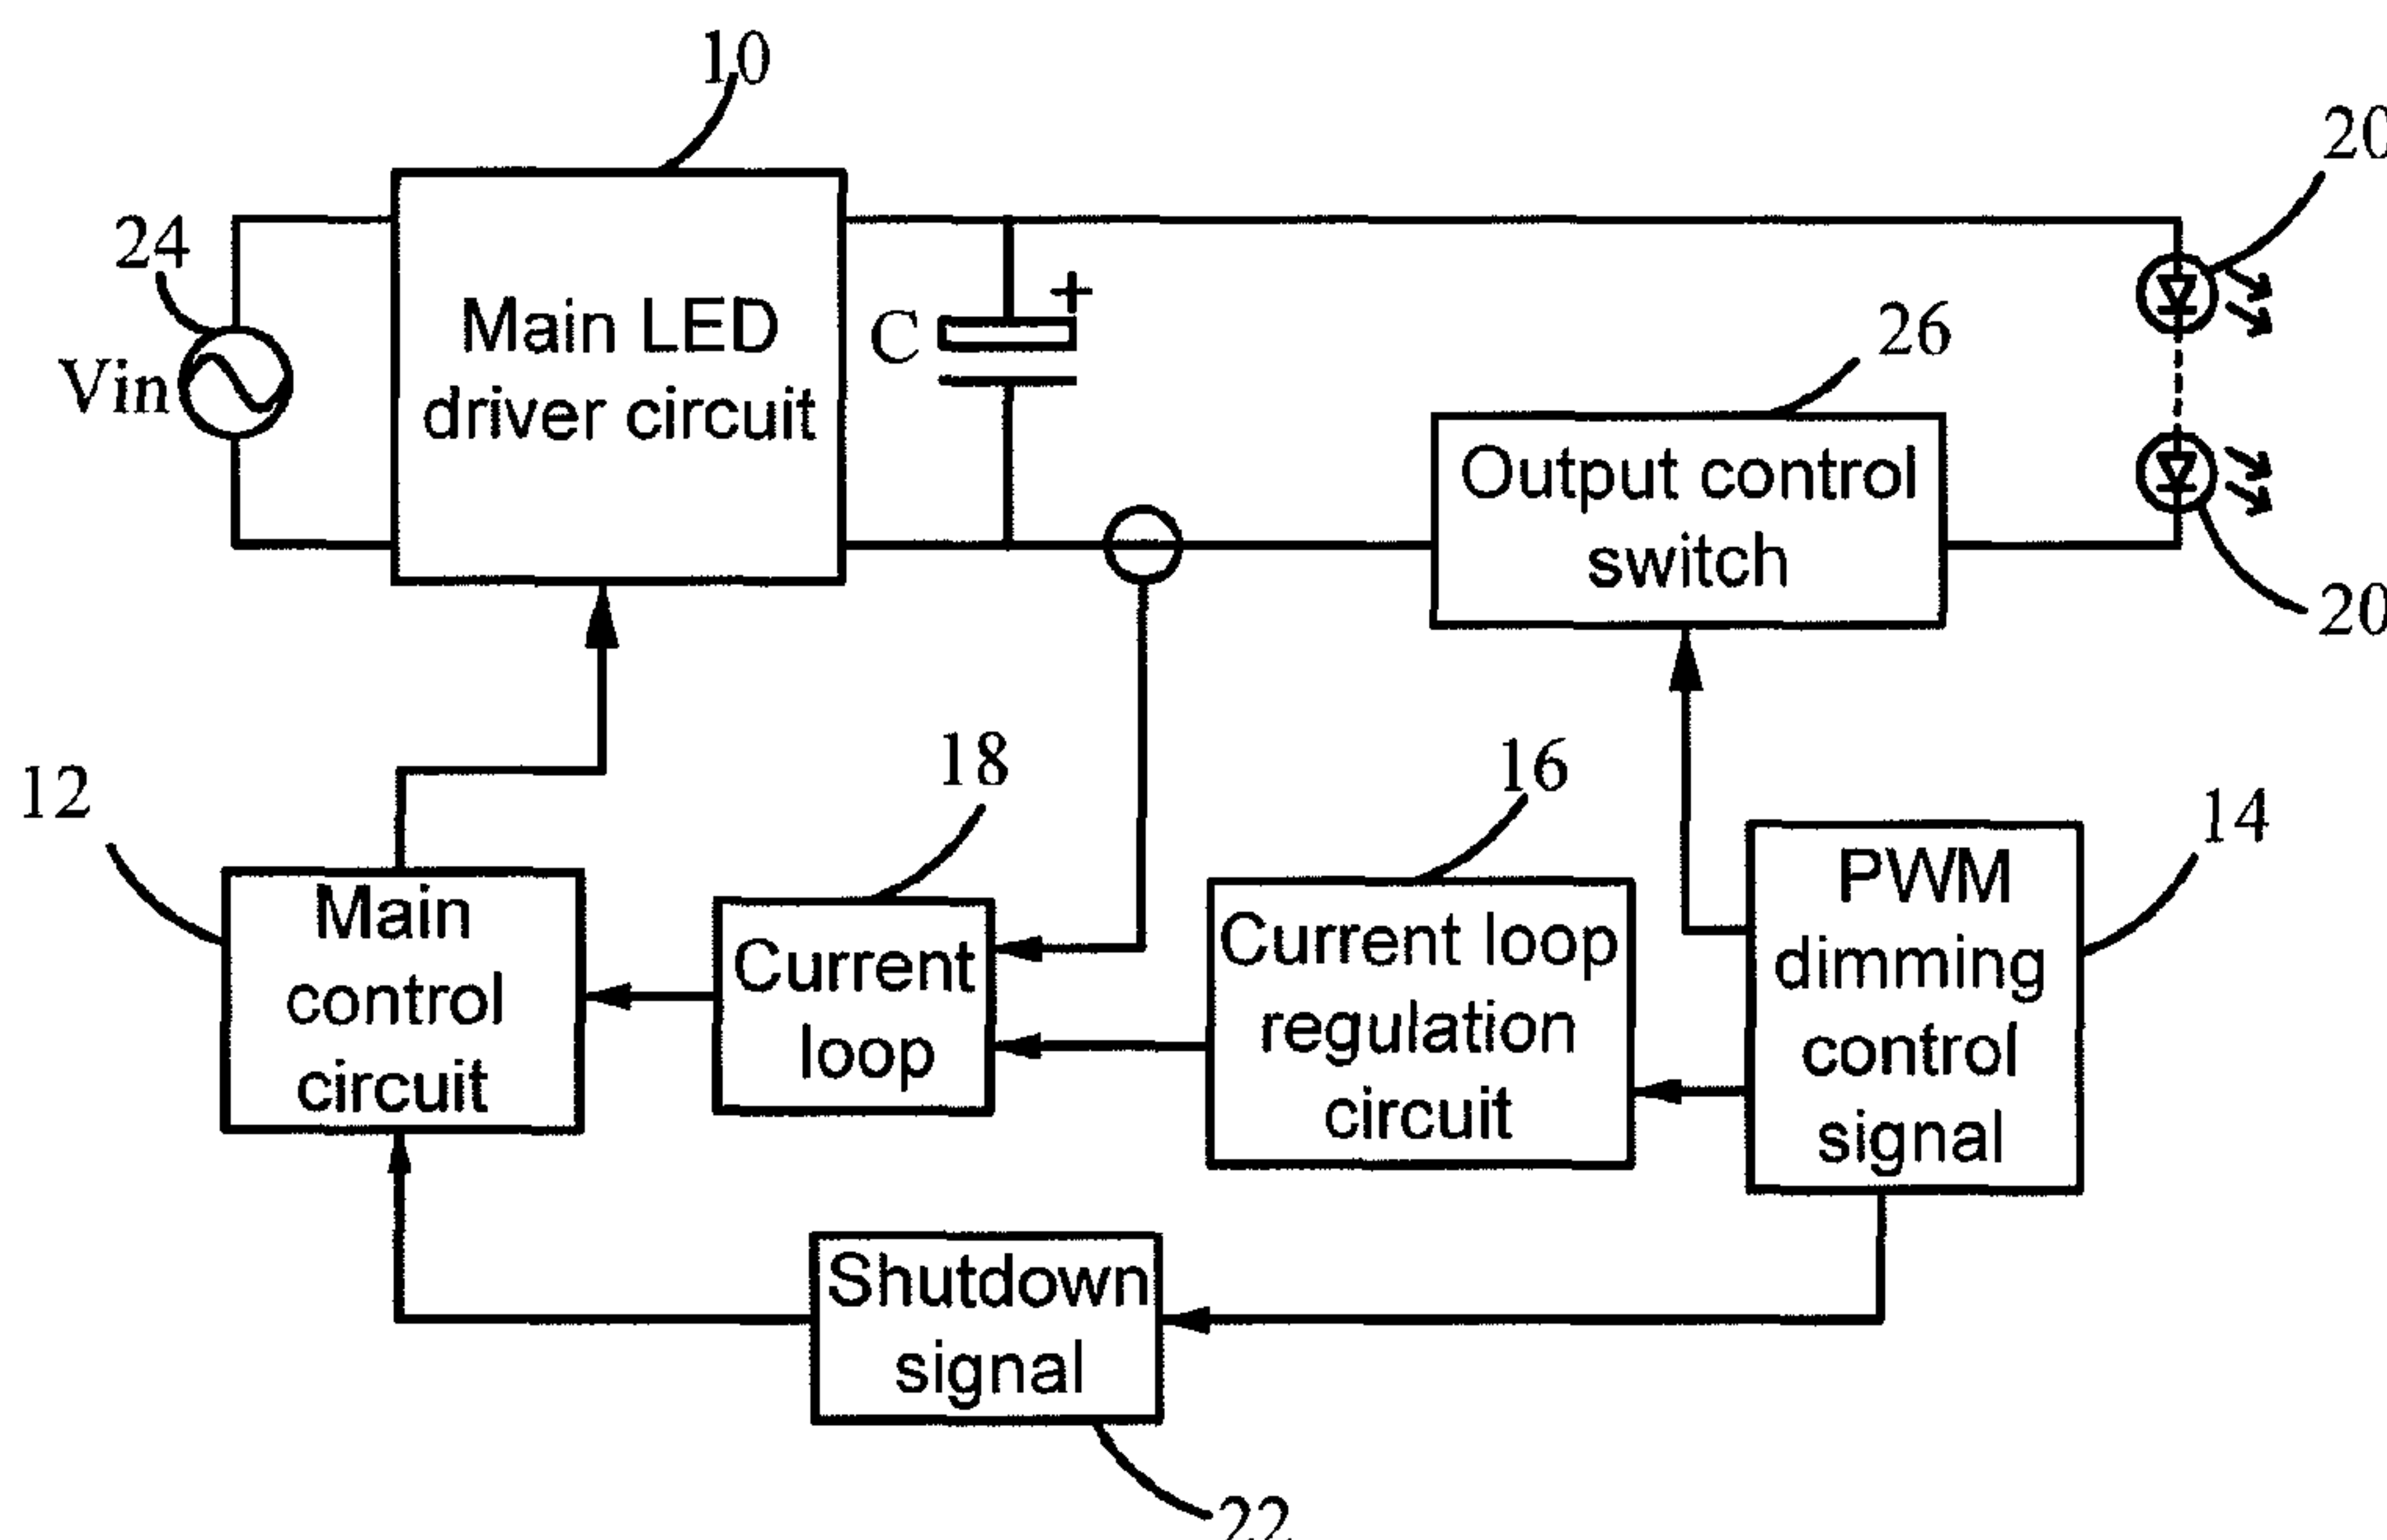 10
20
24
Vin
Main LED
driver circuit
C
+
26
Output control
switch
20
12
18
16
14
Main
control
circuit
Current
loop
Current loop
regulation
circuit
PWM
dimming
control
signal
Shutdown
signal
22